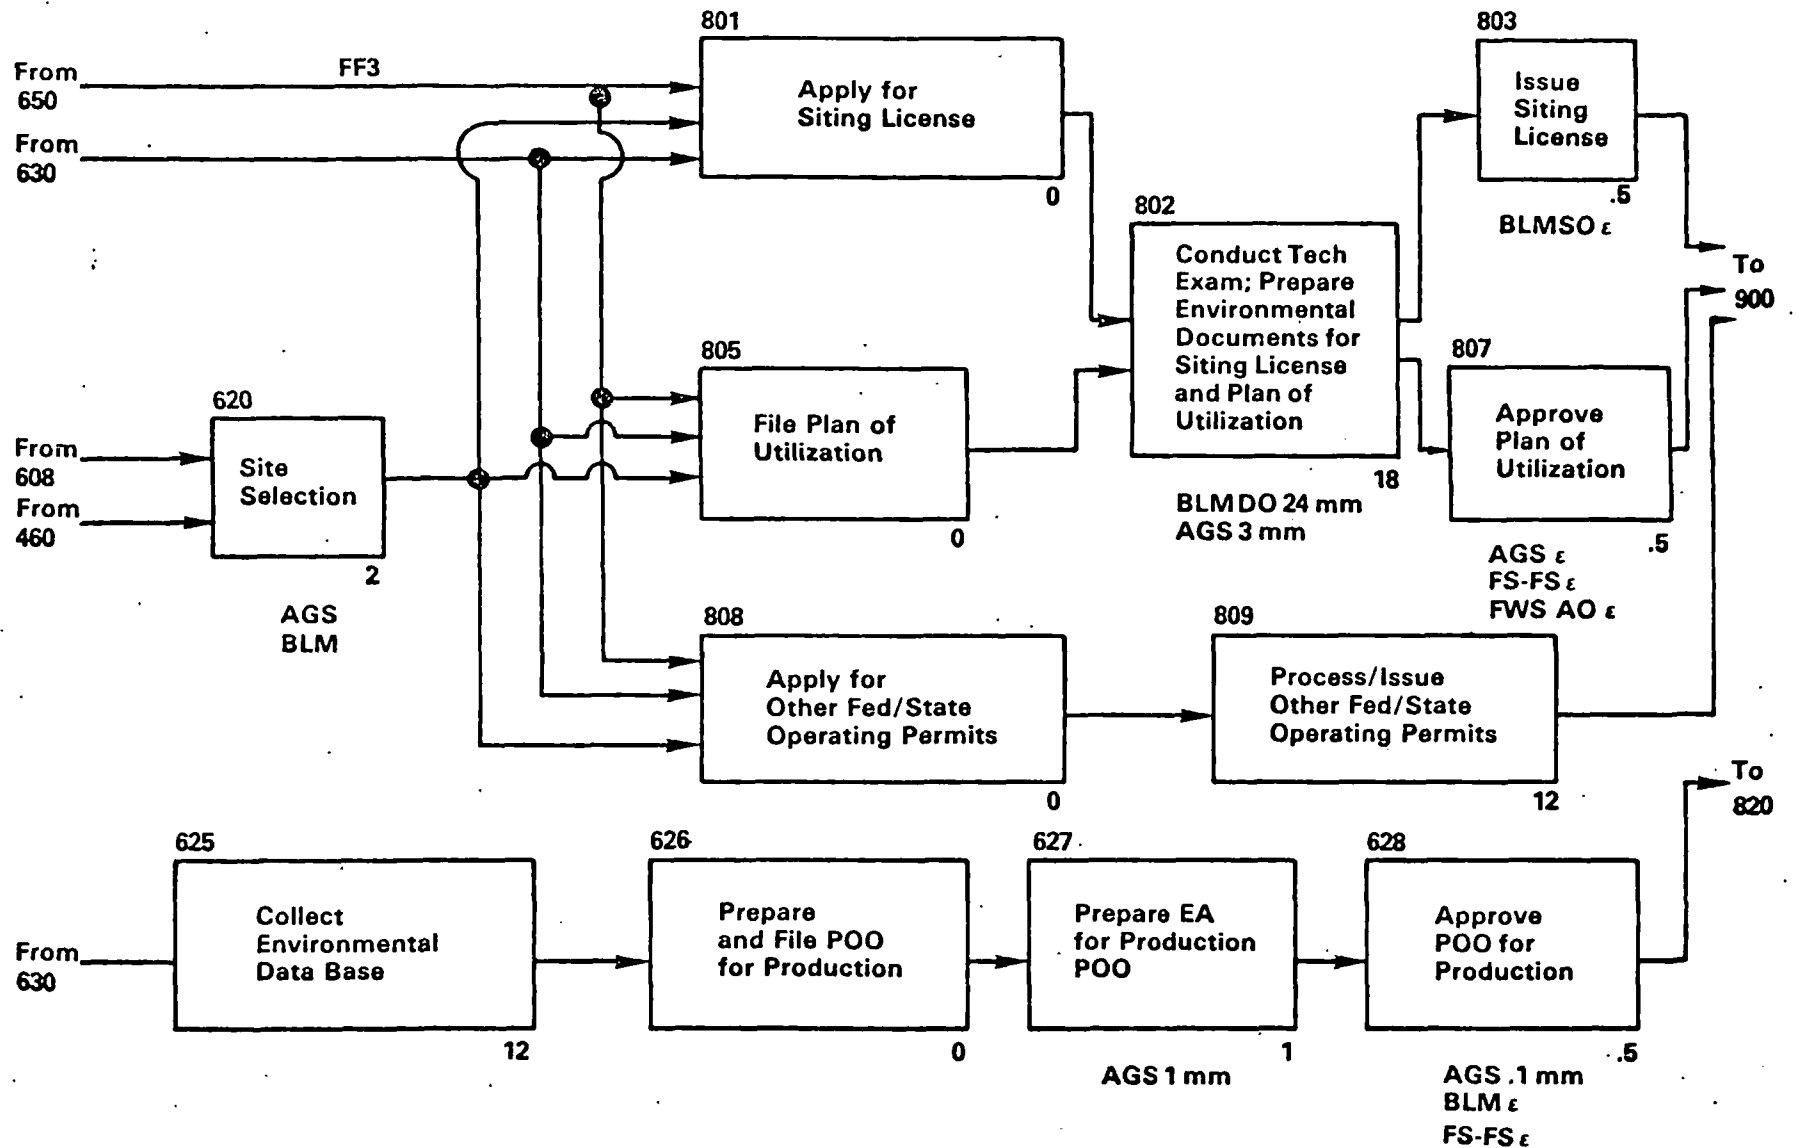 801
Apply for
Siting License
0
803
Issue
Siting
License
.5
BLMSO ε
From
650
FF3
From
630
802
Conduct Tech
Exam; Prepare
Environmental
Documents for
Siting License
and Plan of
Utilization
18
BLM DO 24 mm
AGS 3 mm
To
900
805
File Plan of
Utilization
0
807
Approve
Plan of
Utilization
.5
AGS ε
FS-FS ε
FWS AO ε
620
Site
Selection
2
AGS
BLM
From
608
From
460
808
Apply for
Other Fed/State
Operating Permits
0
809
Process/Issue
Other Fed/State
Operating Permits
12
To
820
From
630
625
Collect
Environmental
Data Base
12
626
Prepare
and File POO
for Production
0
627
Prepare EA
for Production
POO
1
AGS 1 mm
628
Approve
POO for
Production
.5
AGS .1 mm
BLM ε
FS-FS ε